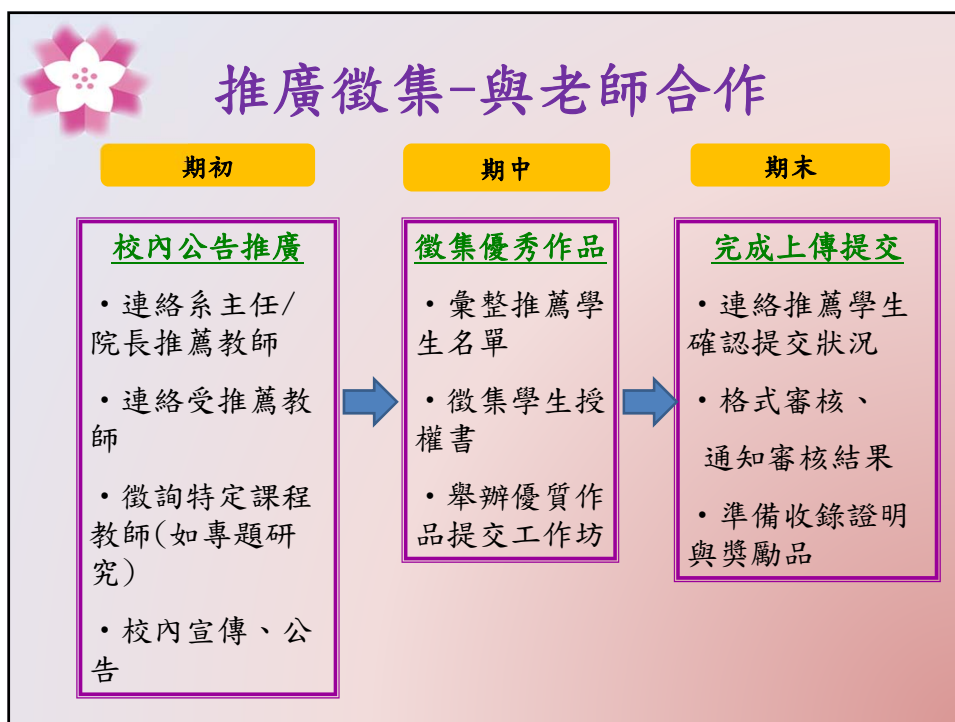 推廣徵集-與老師合作
期初
校內公告推廣
・連絡系主任/
院長推薦教師
・連絡受推薦教
師
・徵詢特定課程
教師(如專題研
究)
・校內宣傳、公
告
期中
徵集優秀作品
・彙整推薦學
生名單
・徵集學生授
權書
・舉辦優質作
品提交工作坊
期末
完成上傳提交
・連絡推薦學生
確認提交狀況
・格式審核、
通知審核結果
・準備收錄證明
與獎勵品